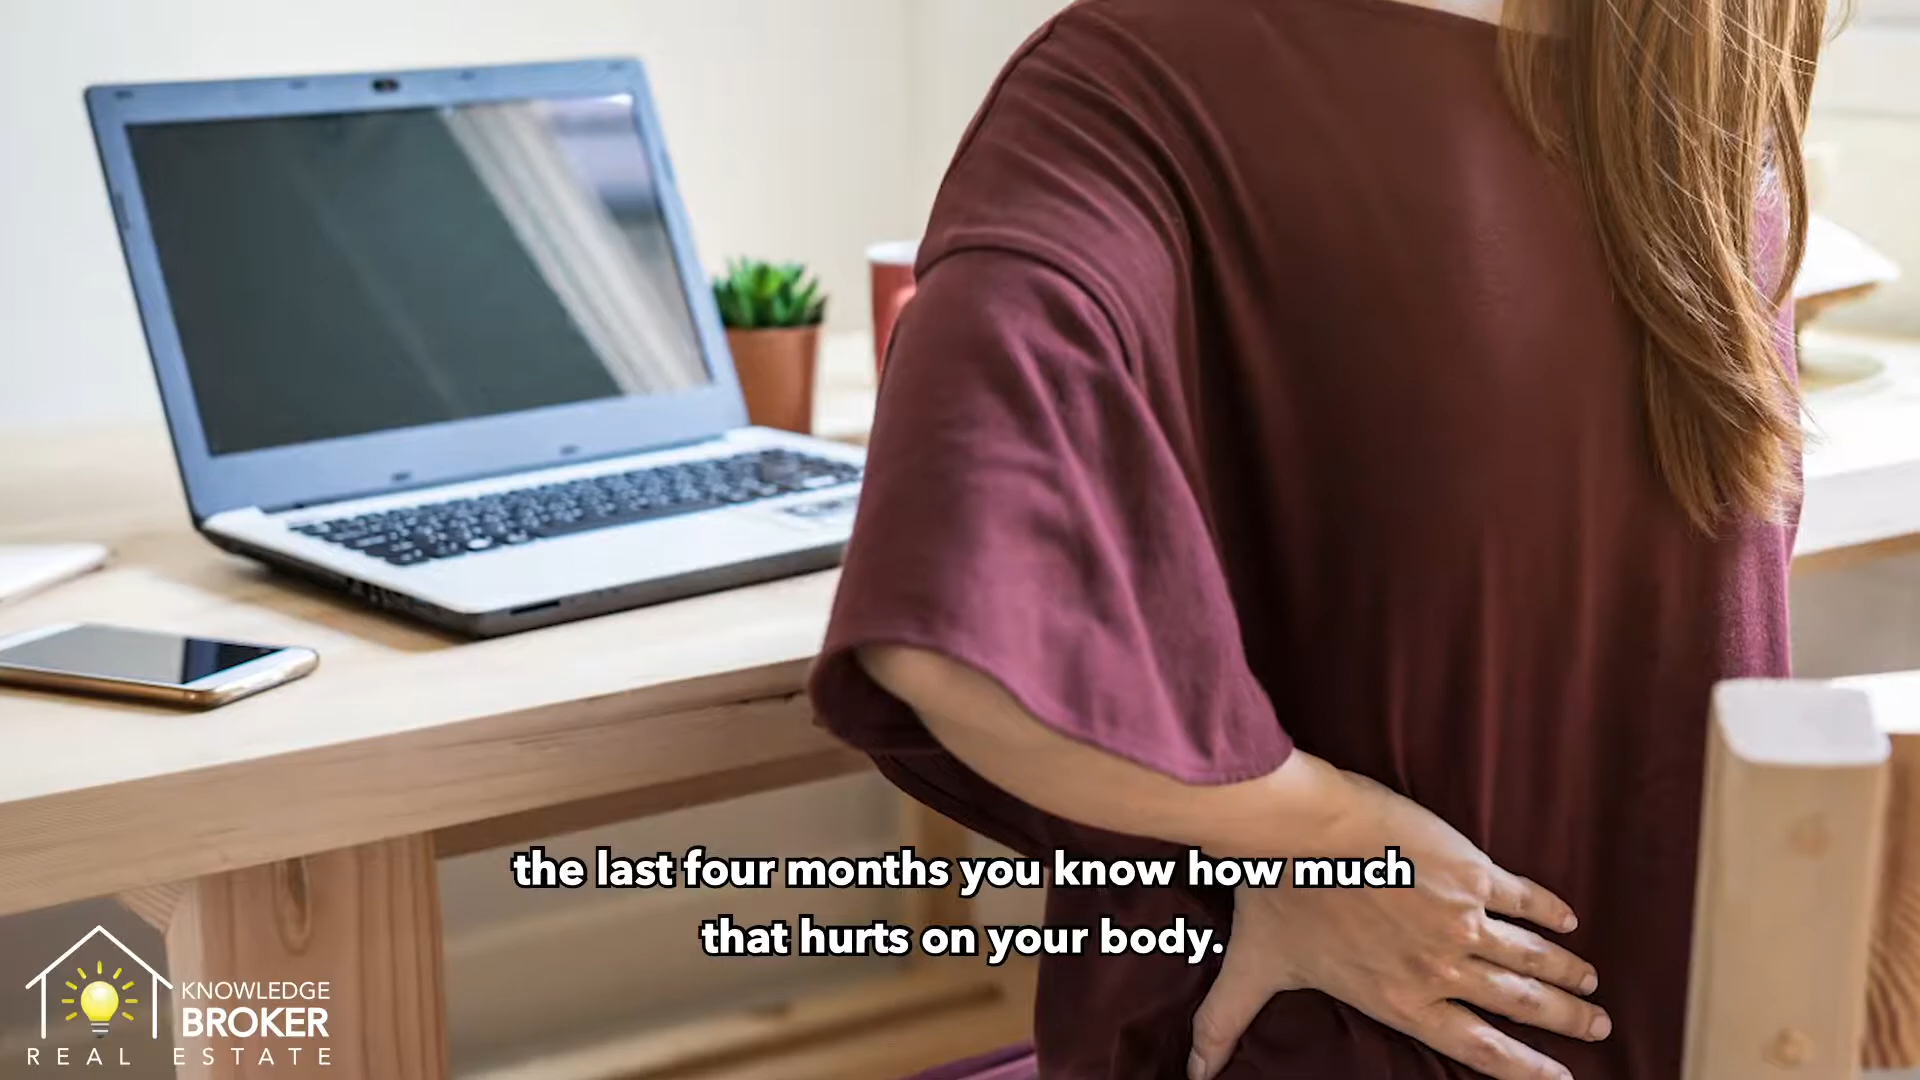 the last four months you know how much
that hurts on your body.
KNOWLEDGE
BROKER
REAL ESTATE